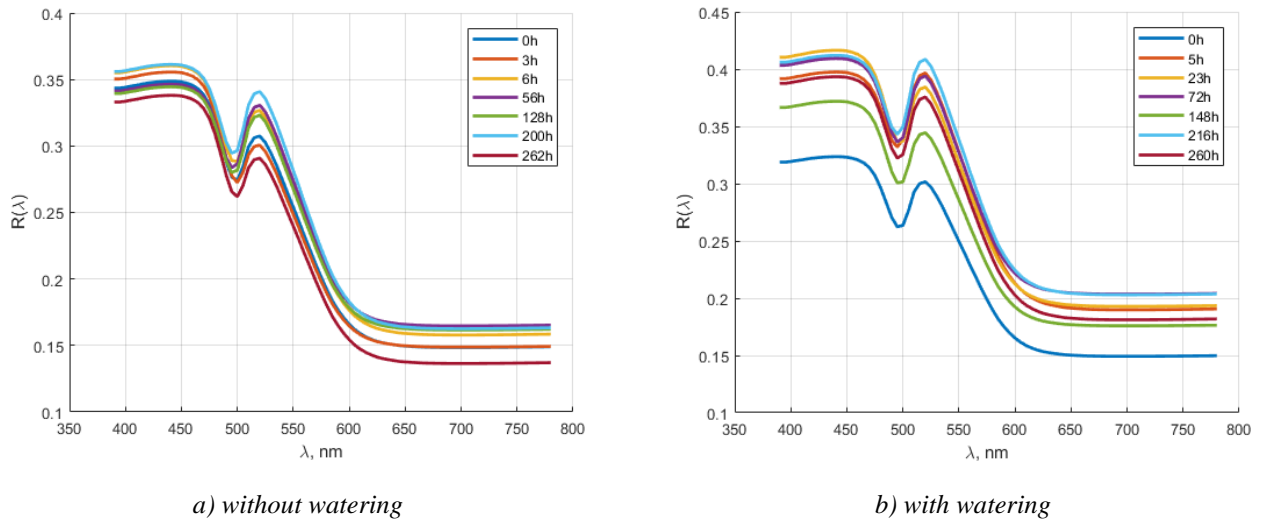 0.4
0.35
0.3
0.25
0.2
0.15
0.1
R(λ)
350 400 450 500 550 600 650 700 750 800
λ, nm
0h
3h
6h
56h
128h
200h
262h
a) without watering
0.45
0.4
0.35
0.3
0.25
0.2
0.15
0.1
R(λ)
350 400 450 500 550 600 650 700 750 800
λ, nm
0h
5h
23h
72h
148h
216h
260h
b) with watering